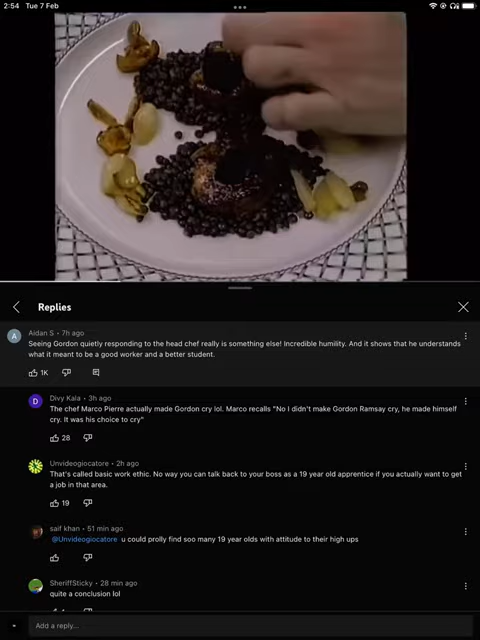 2:54 Tue 7 Feb
Replies
Aidan S • 7h ago
Seeing Gordon quietly responding to the head chef really is something else! Incredible humility. And it shows that he understands
what it meant to be a good worker and a better student.
1K
Divy Kala • 3h ago
The chef Marco Pierre actually made Gordon cry lol. Marco recalls "No I didn't make Gordon Ramsay cry, he made himself
cry. It was his choice to cry"
28
Unvideogiocatore • 2h ago
That's called basic work ethic. No way you can talk back to your boss as a 19 year old apprentice if you actually want to get
a job in that area.
19
saif khan • 51 min ago
@Unvideogiocatore u could prolly find soo many 19 year olds with attitude to their high ups
SheriffSticky • 28 min ago
quite a conclusion lol
Add a reply...